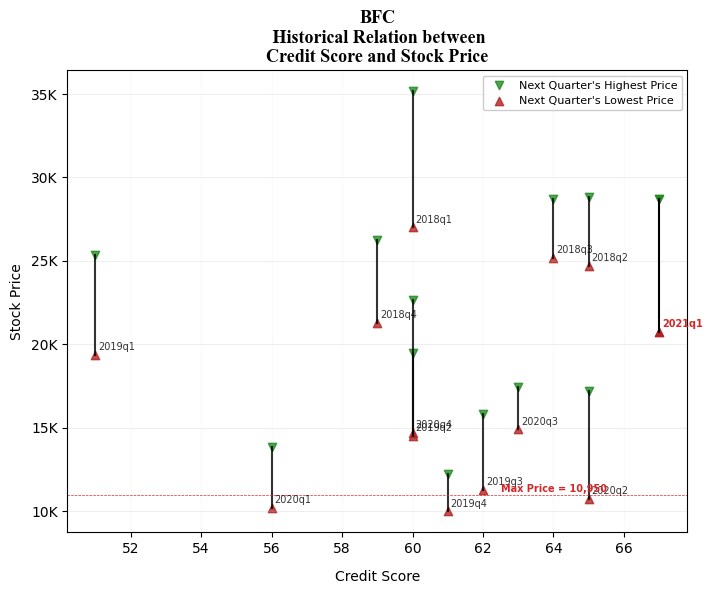 BFC
Historical Relation between
Credit Score and Stock Price
Next Quarter's Highest Price
Next Quarter's Lowest Price
35K
30K
25K
20K
15K
10K
Stock Price
2018q1
2018q3
2018q2
2018q4
2021q1
2019q1
2020q4
2019q2
2020q3
2019q3
Max Price = 10,950
2020q2
2020q1
2019q4
52
54
56
58
60
62
64
66
Credit Score